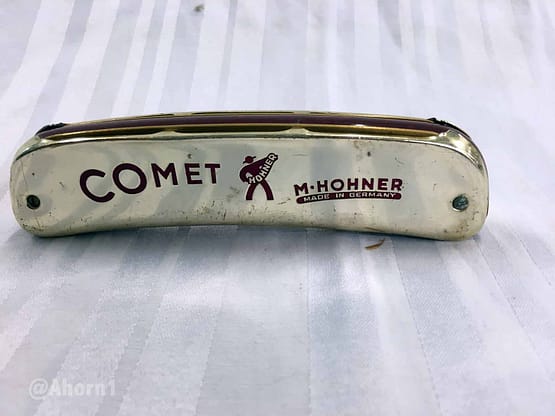 COMET
HOHNER
M·HOHNER
MADE IN GERMANY
@Ahorn1